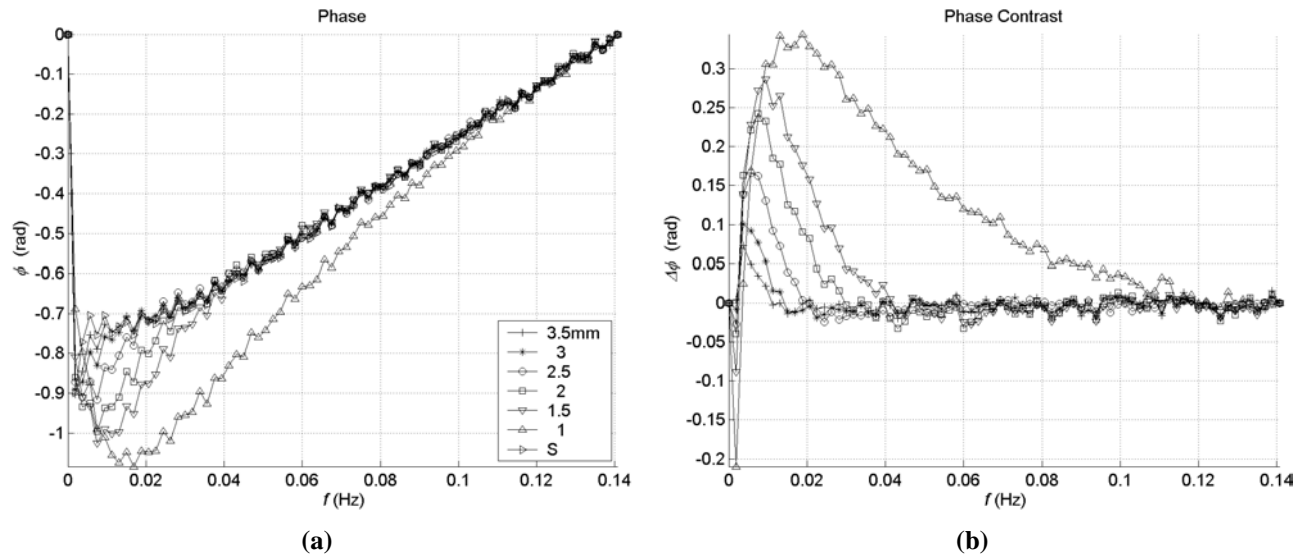 Phase
0
-0.1
-0.2
-0.3
-0.4
-0.5
-0.6
-0.7
-0.8
-0.9
-1
ϕ (rad)
3.5mm
3
2.5
2
1.5
1
S
0 0.02 0.04 0.06 0.08 0.1 0.12 0.14
f (Hz)
(a)
Phase Contrast
0.3
0.25
0.2
0.15
0.1
0.05
0
-0.05
-0.1
-0.15
-0.2
Δϕ (rad)
0 0.02 0.04 0.06 0.08 0.1 0.12 0.14
f (Hz)
(b)